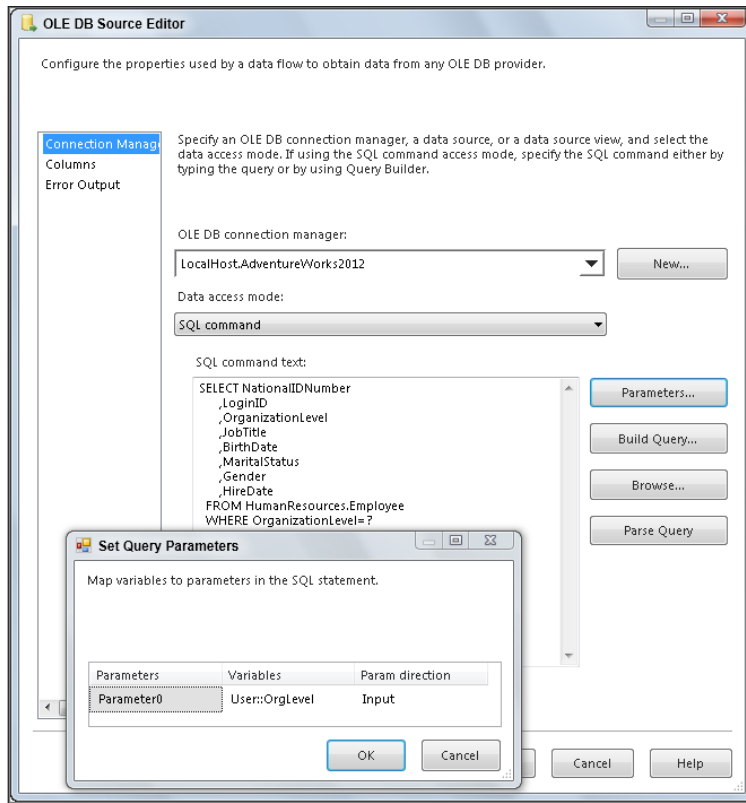 OLE DB Source Editor
Configure the properties used by a data flow to obtain data from any OLE DB provider.
Connection Manag
Columns
Error Output
Specify an OLE DB connection manager, a data source, or a data source view, and select the
data access mode. If using the SQL command access mode, specify the SQL command either by
typing the query or by using Query Builder.
OLE DB connection manager:
LocalHost.AdventureWorks2012
New...
Data access mode:
SQL command
SQL command text:
SELECT NationalIDNumber
,LoginID
,OrganizationLevel
,JobTitle
,BirthDate
,MaritalStatus
,Gender
,HireDate
FROM HumanResources.Employee
WHERE OrganizationLevel=?
Parameters...
Build Query...
Browse...
Parse Query
Set Query Parameters
Map variables to parameters in the SQL statement.
Parameters Variables Param direction
Parameter0 User::OrgLevel Input
OK Cancel
Cancel Help